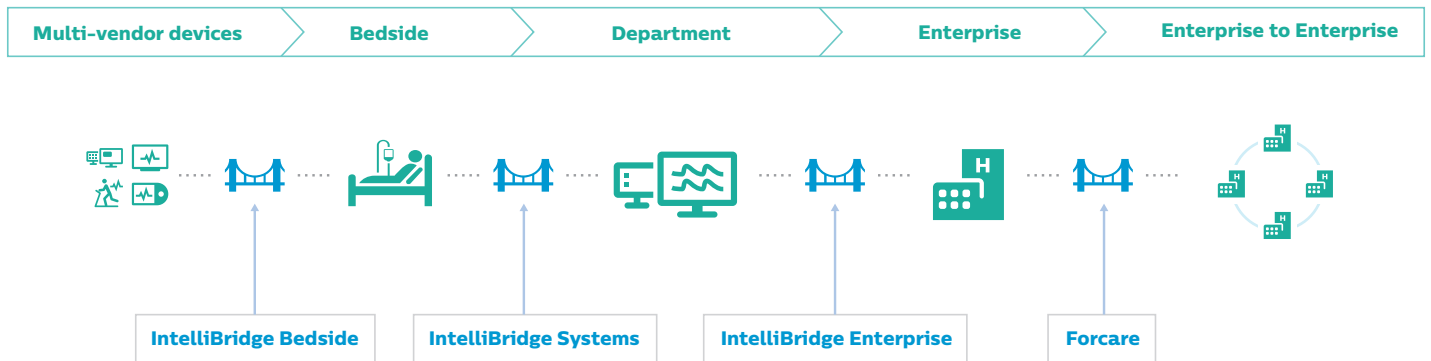 Multi-vendor devices
Bedside
Department
Enterprise
Enterprise to Enterprise
H
H
H
H
H
IntelliBridge Bedside
IntelliBridge Systems
IntelliBridge Enterprise
Forcare